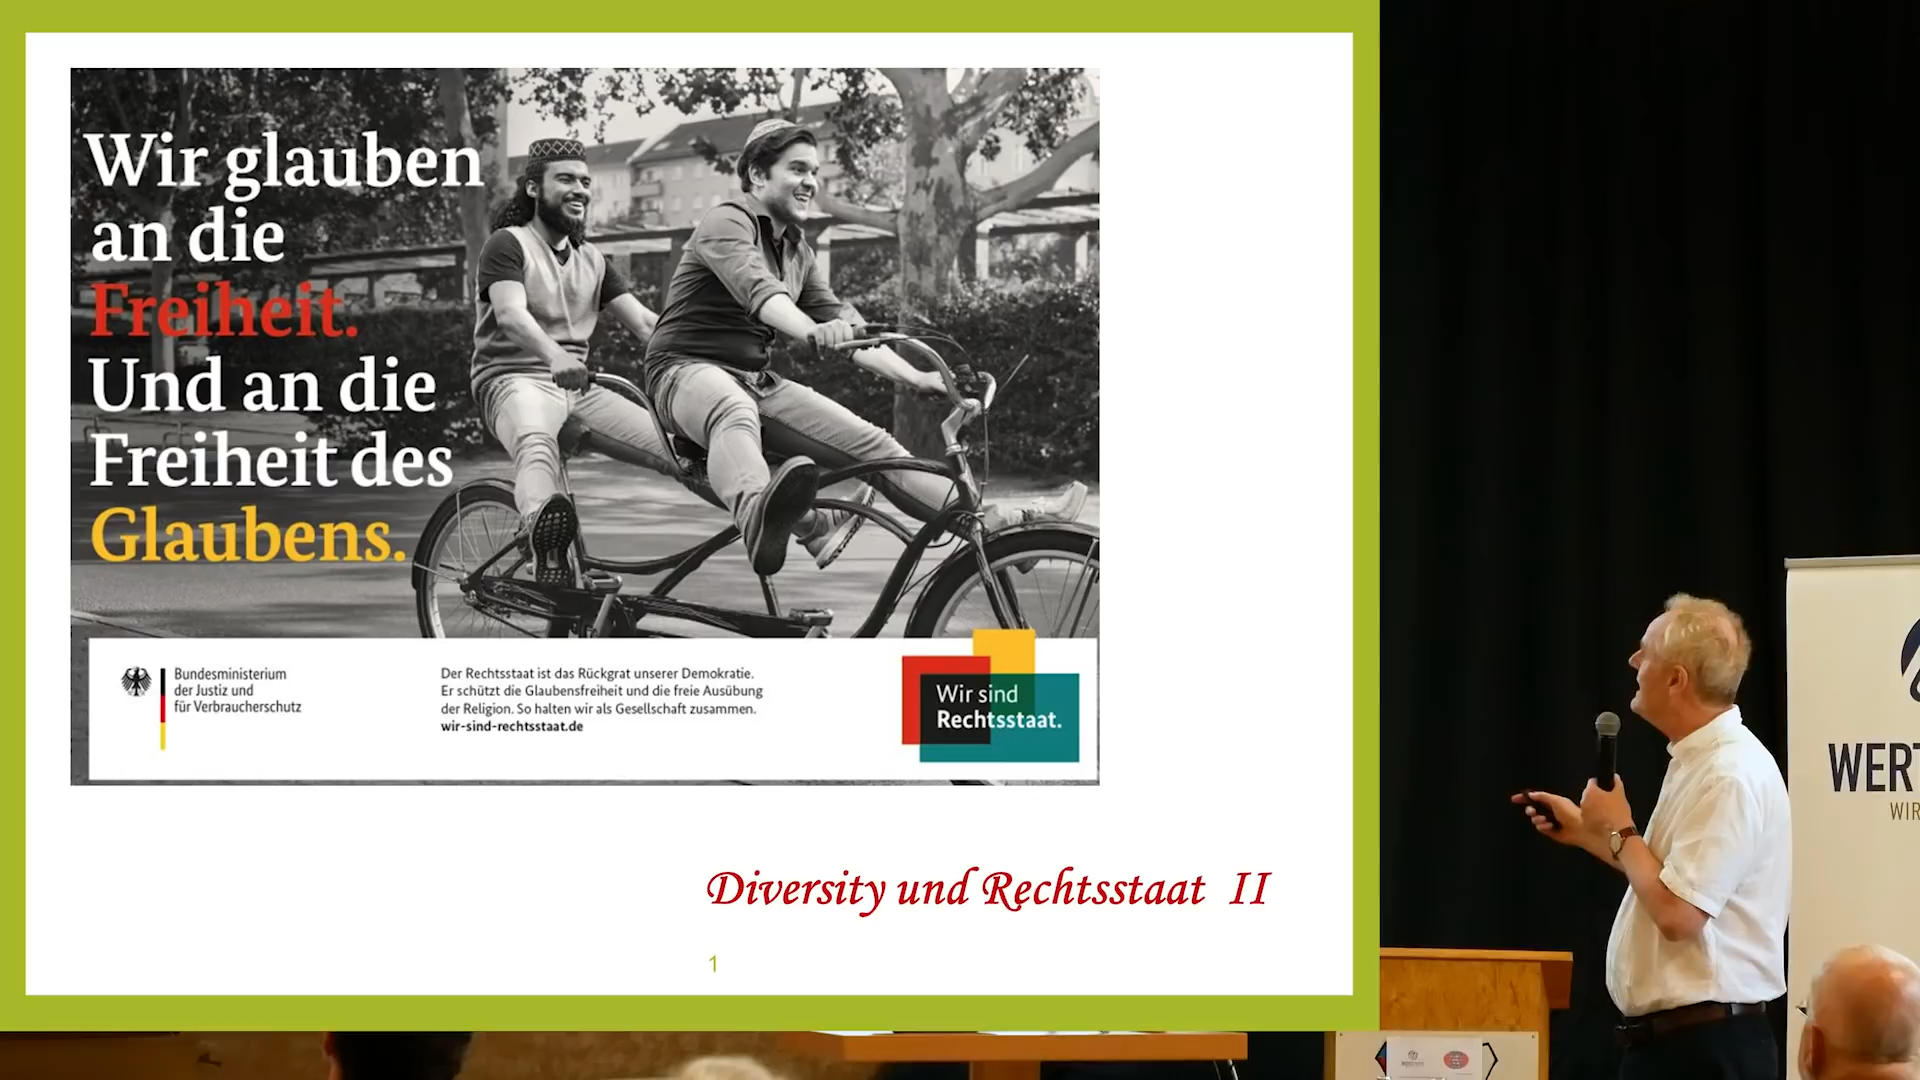 Wir glauben
an die
Freiheit.
Und an die
Freiheit des
Glaubens.
Bundesministerium
der Justiz und
für Verbraucherschutz
Der Rechtsstaat ist das Rückgrat unserer Demokratie.
Er schützt die Glaubensfreiheit und die freie Ausübung
der Religion. So halten wir als Gesellschaft zusammen.
wir-sind-rechtsstaat.de
Wir sind
Rechtsstaat.
Diversity und Rechtsstaat II
1
WERT
WIR